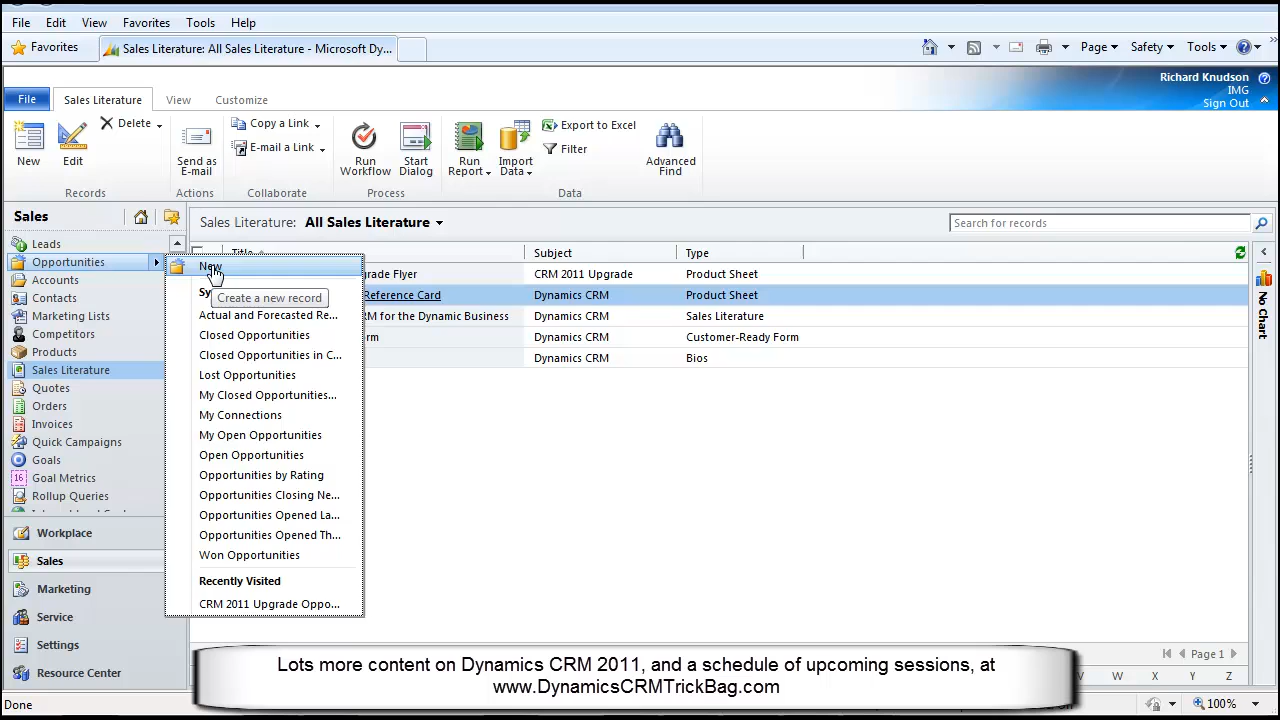 File Edit View Favorites Tools Help
Favorites Sales Literature: All Sales Literature - Microsoft Dy... Page Safety Tools
Richard Knudson
IMG
Sign Out
File Sales Literature View Customize
New Edit Delete Send as E-mail Copy a Link E-mail a Link Run Workflow Start Dialog Run Report Import Data Export to Excel Filter Advanced Find
Records Actions Collaborate Process Data
Sales
Sales Literature: All Sales Literature Search for records
Leads
Opportunities
Accounts
Contacts
Marketing Lists
Competitors
Products
Sales Literature
Quotes
Orders
Invoices
Quick Campaigns
Goals
16 Goal Metrics
Rollup Queries
Workplace
Sales
Marketing
Service
Settings
Resource Center
New
Create a new record
Sy
Actual and Forecasted Re...
Closed Opportunities
Closed Opportunities in C...
Lost Opportunities
My Closed Opportunities...
My Connections
My Open Opportunities
Open Opportunities
Opportunities by Rating
Opportunities Closing Ne...
Opportunities Opened La...
Opportunities Opened Th...
Won Opportunities
Recently Visited
CRM 2011 Upgrade Oppo...
Title Subject Type
grade Flyer CRM 2011 Upgrade Product Sheet
Reference Card Dynamics CRM Product Sheet
RM for the Dynamic Business Dynamics CRM Sales Literature
orm Dynamics CRM Customer-Ready Form
Dynamics CRM Bios
No Chart
Page 1
V W X Y Z
Lots more content on Dynamics CRM 2011, and a schedule of upcoming sessions, at
www.DynamicsCRMTrickBag.com
Done 100%